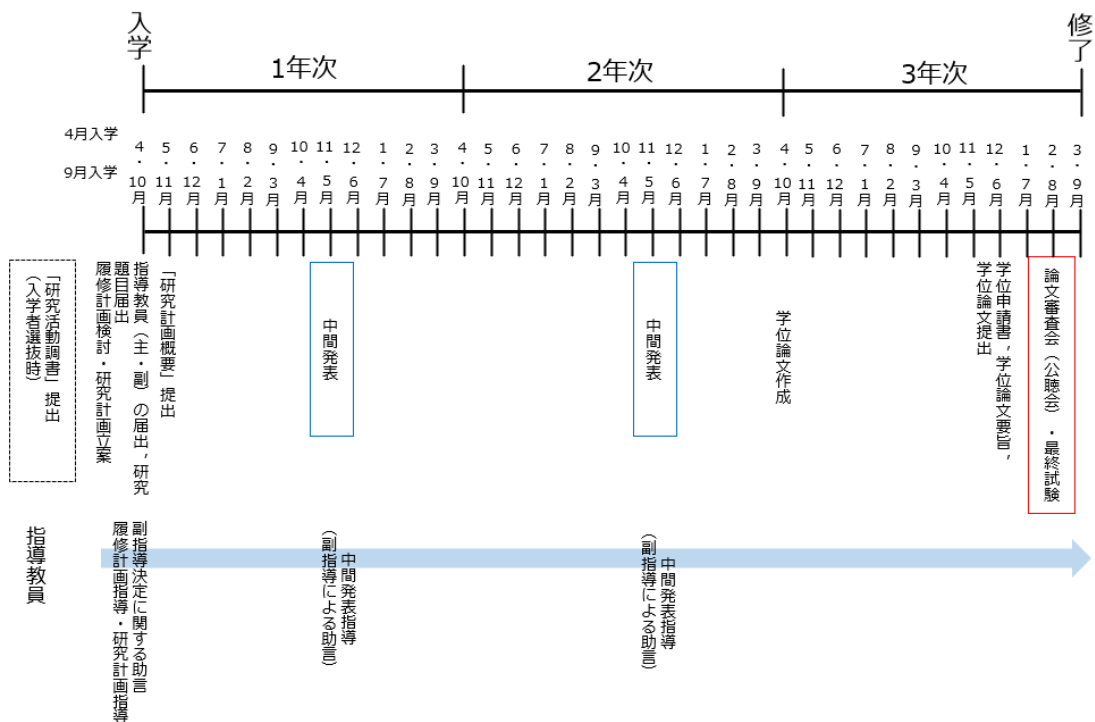 入学
修了
1年次
2年次
3年次
4月入学
9月入学
4・10月 5・11月 6・12月 7・1月 8・2月 9・3月 10・4月 11・5月 12・6月 1・7月 2・8月 3・9月 4・10月 5・11月 6・12月 7・1月 8・2月 9・3月 10・4月 11・5月 12・6月 1・7月 2・8月 3・9月 4・10月 5・11月 6・12月 7・1月 8・2月 9・3月 10・4月 11・5月 12・6月 1・7月 2・8月 3・9月
「研究活動調書」提出
（入学者選抜時）
指導教員（主・副）の届出，研究
題目届出
履修計画検討・研究計画立案
「研究計画概要」提出
中間発表
中間発表
学位論文作成
学位申請書，学位論文要旨，
学位論文提出
論文審査会（公聴会）・最終試験
指導教員
副指導決定に関する助言
履修計画指導・研究計画指導
中間発表指導
（副指導による助言）
中間発表指導
（副指導による助言）